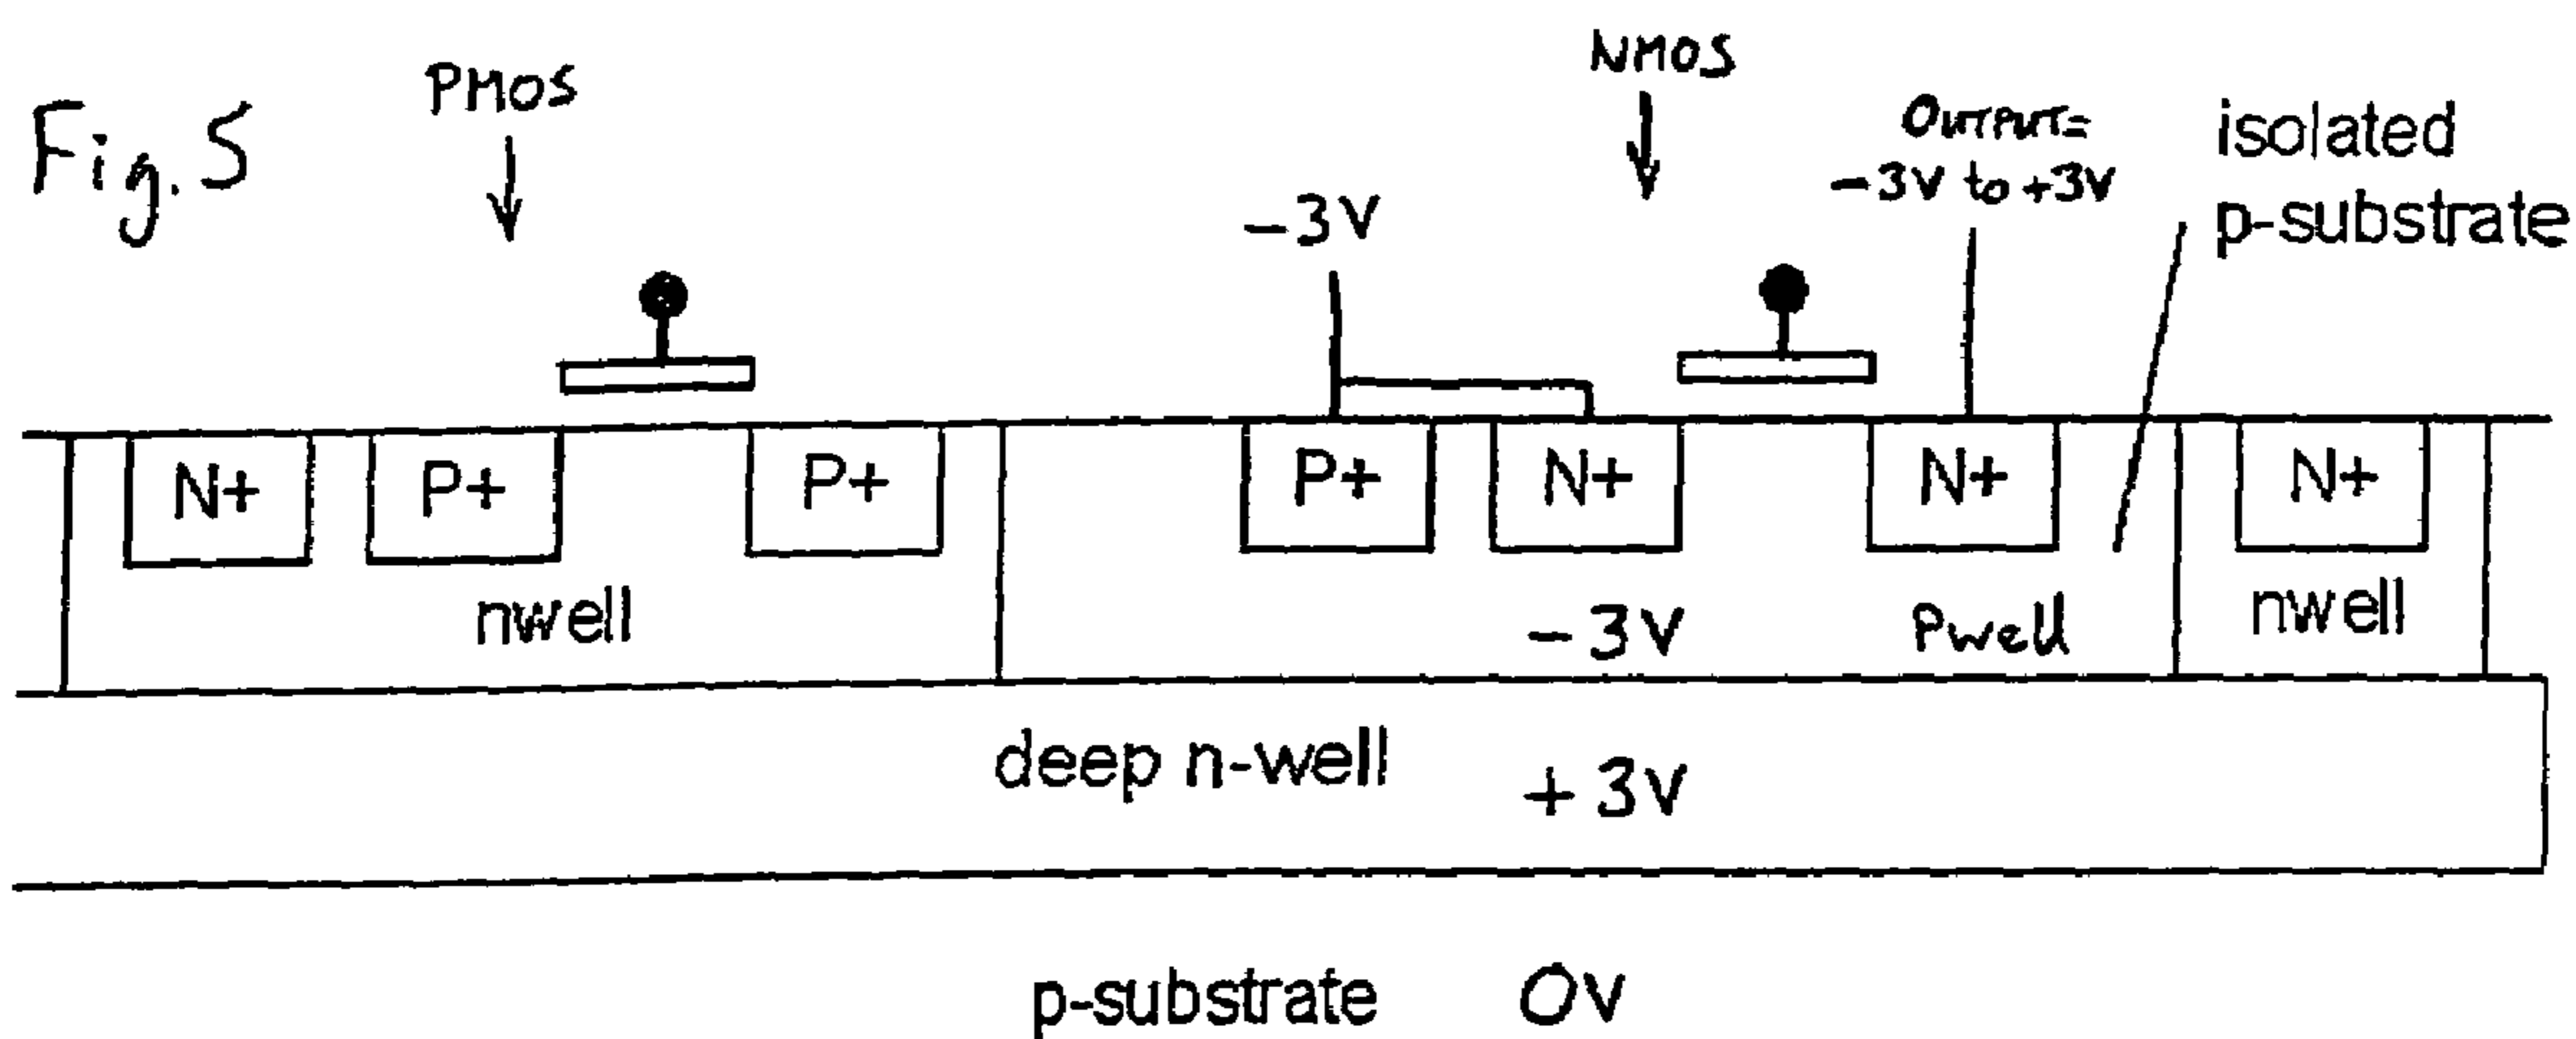 Fig. 5
PMOS
NMOS
OUTPUT=
-3V to +3V
isolated
p-substrate
-3V
N+
P+
P+
P+
N+
N+
N+
nwell
-3V
Pwell
nwell
deep n-well
+3V
p-substrate
0V